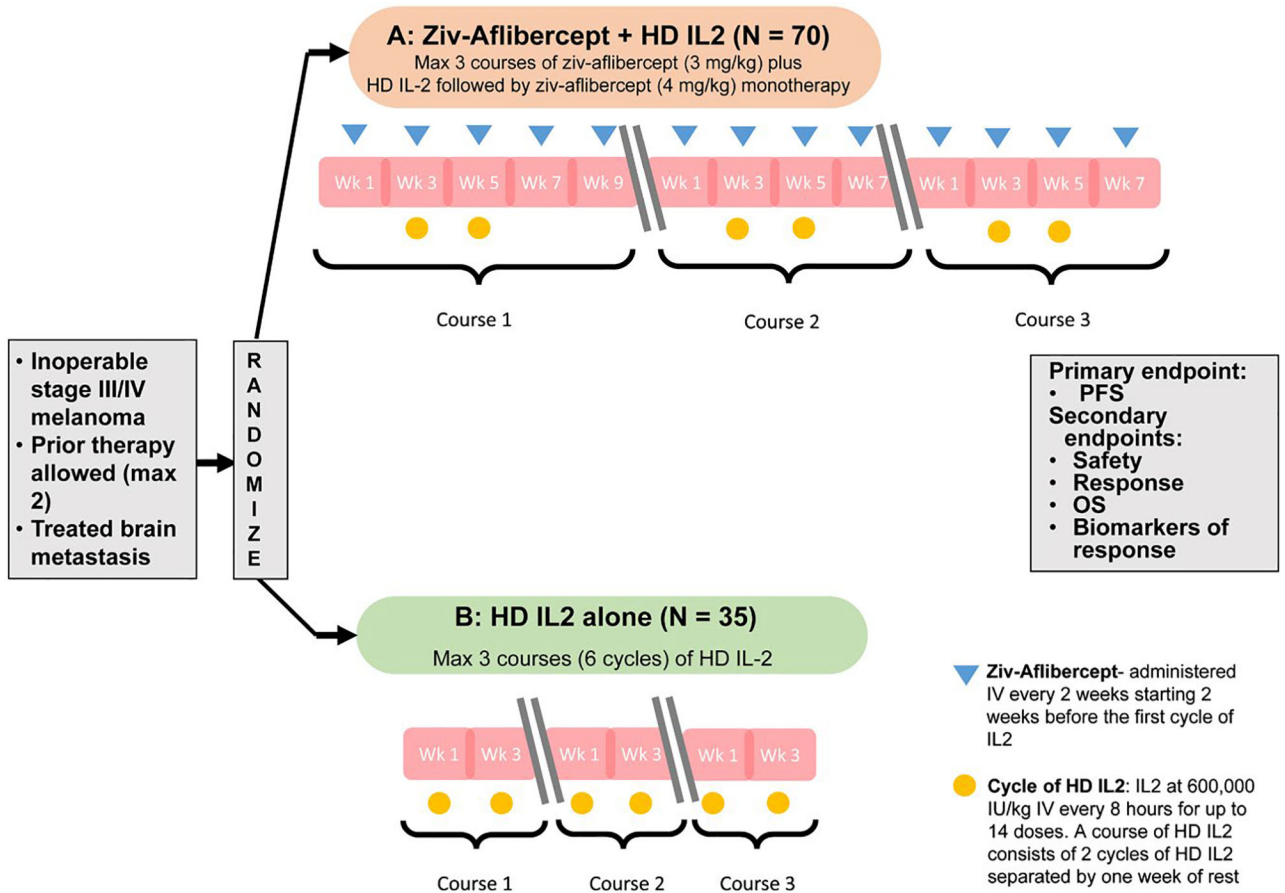 A: Ziv-Aflibercept + HD IL2 (N = 70)
Max 3 courses of ziv-aflibercept (3 mg/kg) plus
HD IL-2 followed by ziv-aflibercept (4 mg/kg) monotherapy
Wk 1 Wk 3 Wk 5 Wk 7 Wk 9 Wk 1 Wk 3 Wk 5 Wk 7 Wk 1 Wk 3 Wk 5 Wk 7
Course 1 Course 2 Course 3
• Inoperable
stage III/IV
melanoma
• Prior therapy
allowed (max
2)
• Treated brain
metastasis
R
A
N
D
O
M
I
Z
E
Primary endpoint:
• PFS
Secondary
endpoints:
• Safety
• Response
• OS
• Biomarkers of
response
B: HD IL2 alone (N = 35)
Max 3 courses (6 cycles) of HD IL-2
Wk 1 Wk 3 Wk 1 Wk 3 Wk 1 Wk 3
Course 1 Course 2 Course 3
Ziv-Aflibercept- administered
IV every 2 weeks starting 2
weeks before the first cycle of
IL2
Cycle of HD IL2: IL2 at 600,000
IU/kg IV every 8 hours for up to
14 doses. A course of HD IL2
consists of 2 cycles of HD IL2
separated by one week of rest